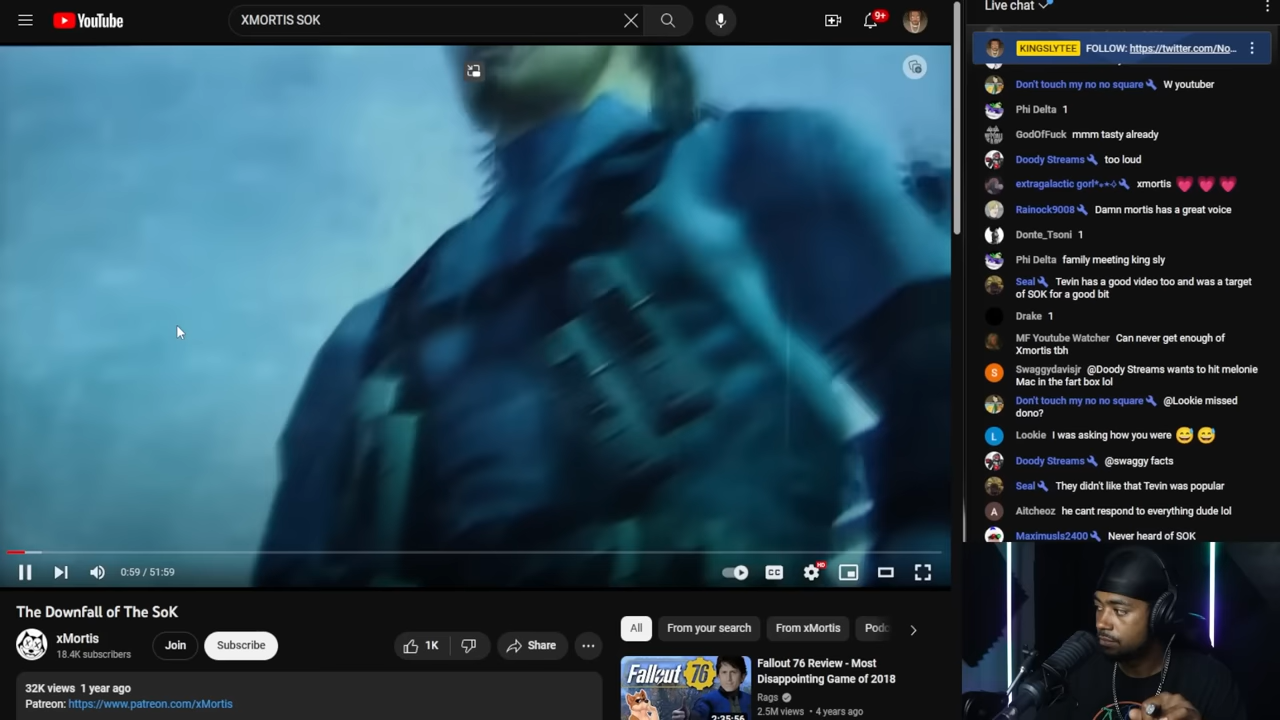 YouTube
XMORTIS SOK
9+
Live chat
KINGSLYTEE FOLLOW: https://twitter.com/No...
Don't touch my no no square W youtuber
Phi Delta 1
GodOfFuck mmm tasty already
Doody Streams too loud
extragalactic gorl*₊✧ xmortis
Rainock9008 Damn mortis has a great voice
Donte_Tsoni 1
Phi Delta family meeting king sly
Seal Tevin has a good video too and was a target
of SOK for a good bit
Drake 1
MF Youtube Watcher Can never get enough of
Xmortis tbh
S Swaggydavisjr @Doody Streams wants to hit melonie
Mac in the fart box lol
Don't touch my no no square @Lookie missed
dono?
L Lookie I was asking how you were
Doody Streams @swaggy facts
Seal They didn't like that Tevin was popular
A Aitcheoz he cant respond to everything dude lol
Maximusls2400 Never heard of SOK
0:59 / 51:59
CC
HD
The Downfall of The SoK
xMortis
18.4K subscribers
Join
Subscribe
1K
Share
32K views 1 year ago
Patreon: https://www.patreon.com/xMortis
All
From your search
From xMortis
Podc
Fallout 76
2:35:56
Fallout 76 Review - Most
Disappointing Game of 2018
Rags
2.5M views • 4 years ago